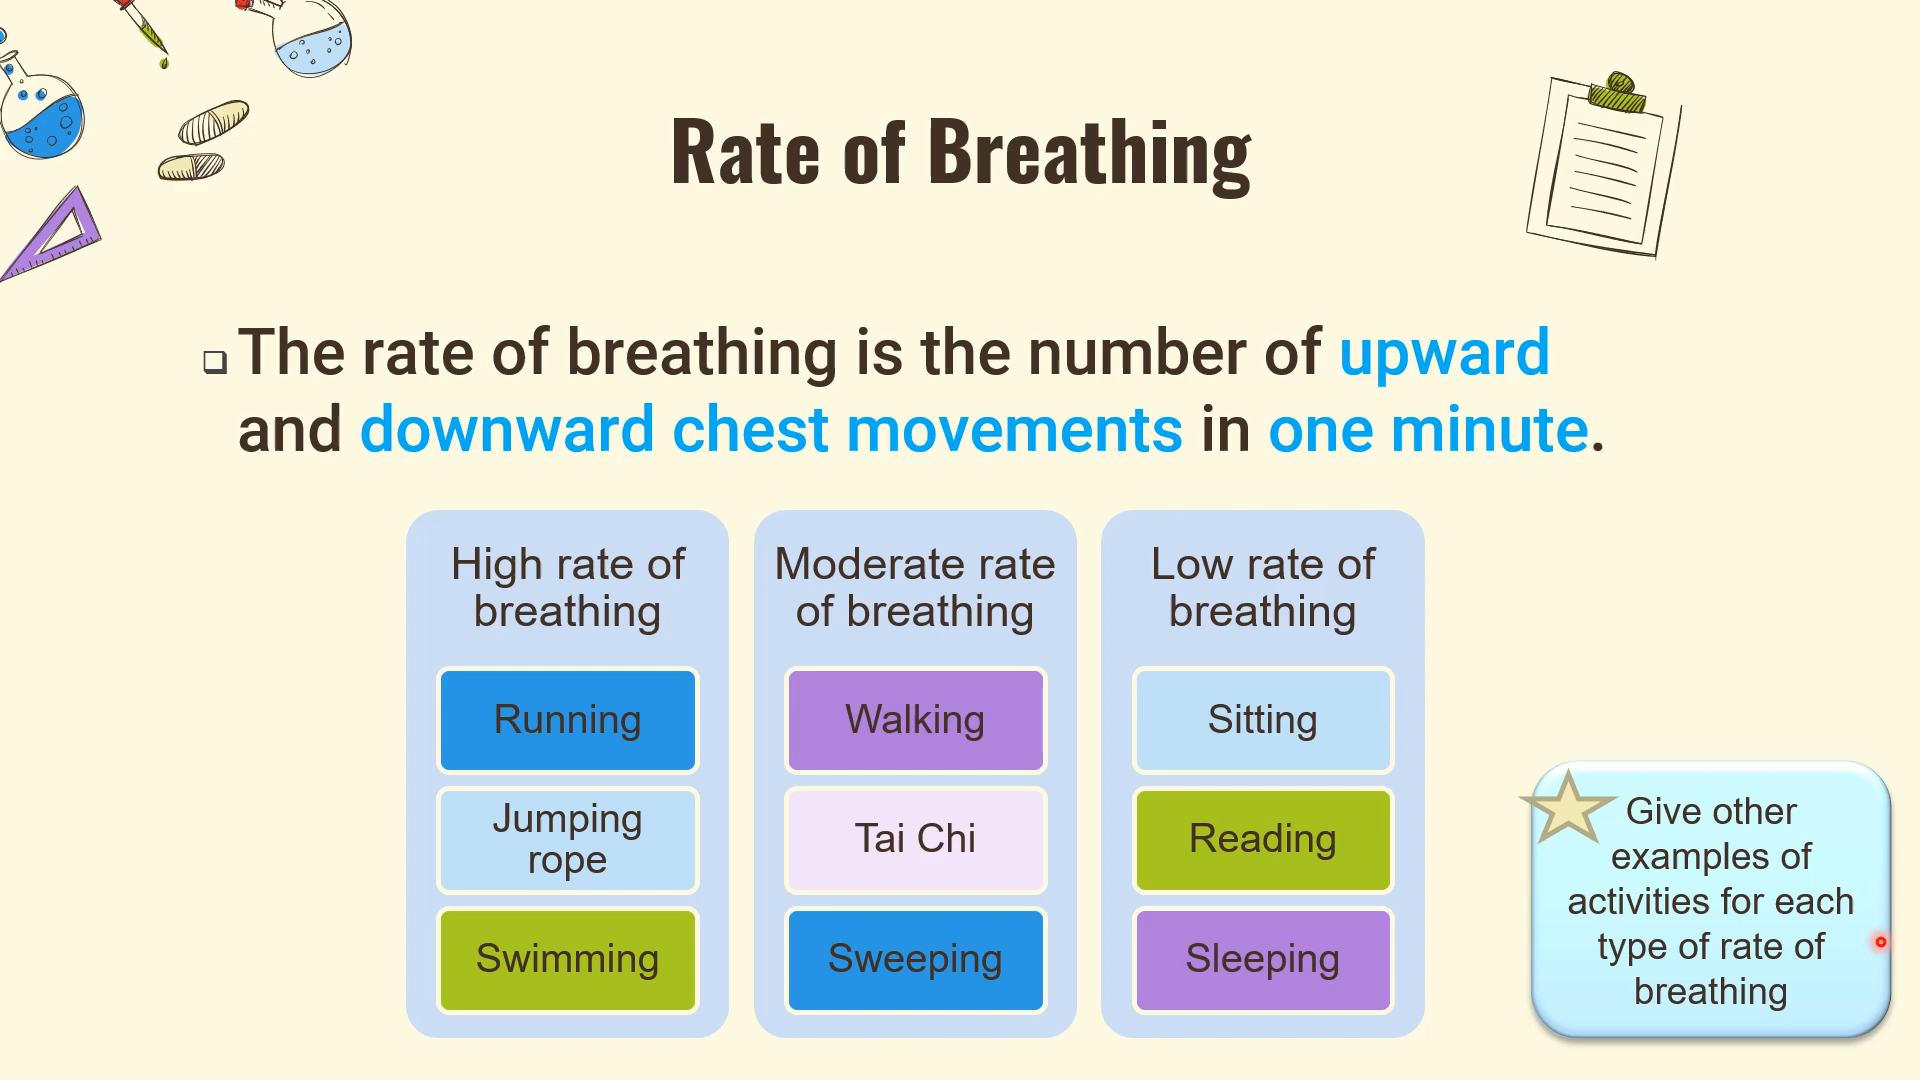 Rate of Breathing
The rate of breathing is the number of upward
and downward chest movements in one minute.
High rate of
breathing
Running
Jumping
rope
Swimming
Moderate rate
of breathing
Walking
Tai Chi
Sweeping
Low rate of
breathing
Sitting
Reading
Sleeping
Give other
examples of
activities for each
type of rate of
breathing